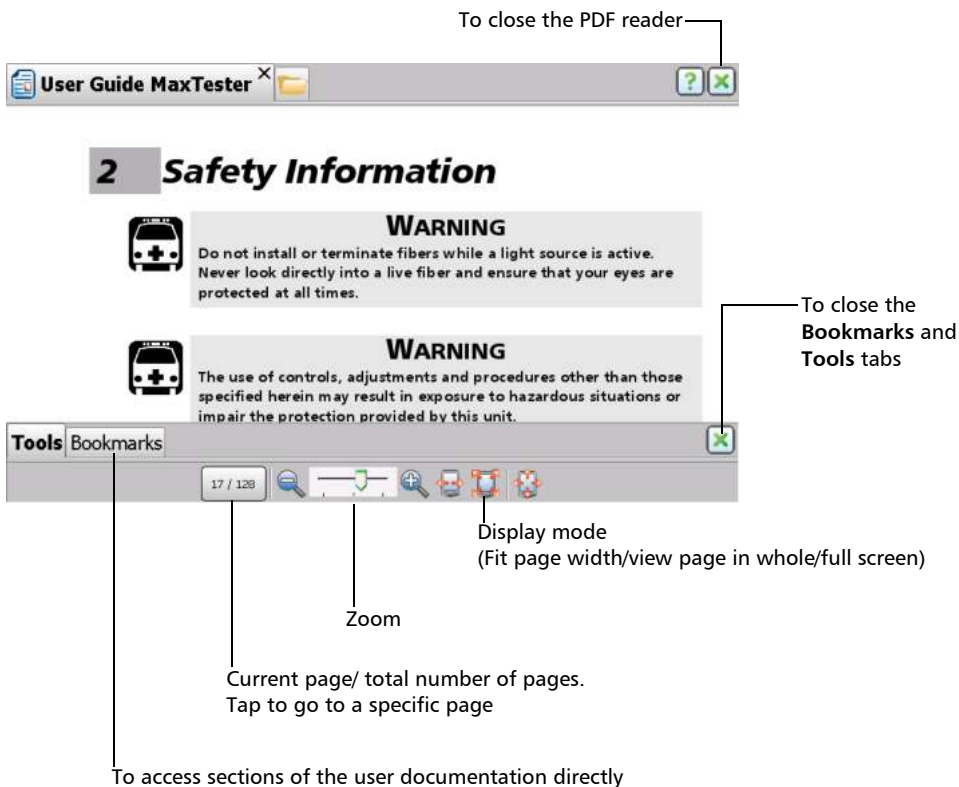 To close the PDF reader
User Guide MaxTester ×
?
2 Safety Information
WARNING
Do not install or terminate fibers while a light source is active.
Never look directly into a live fiber and ensure that your eyes are
protected at all times.
To close the
Bookmarks and
Tools tabs
WARNING
The use of controls, adjustments and procedures other than those
specified herein may result in exposure to hazardous situations or
impair the protection provided by this unit.
Tools Bookmarks
17 / 128
Display mode
(Fit page width/view page in whole/full screen)
Zoom
Current page/ total number of pages.
Tap to go to a specific page
To access sections of the user documentation directly